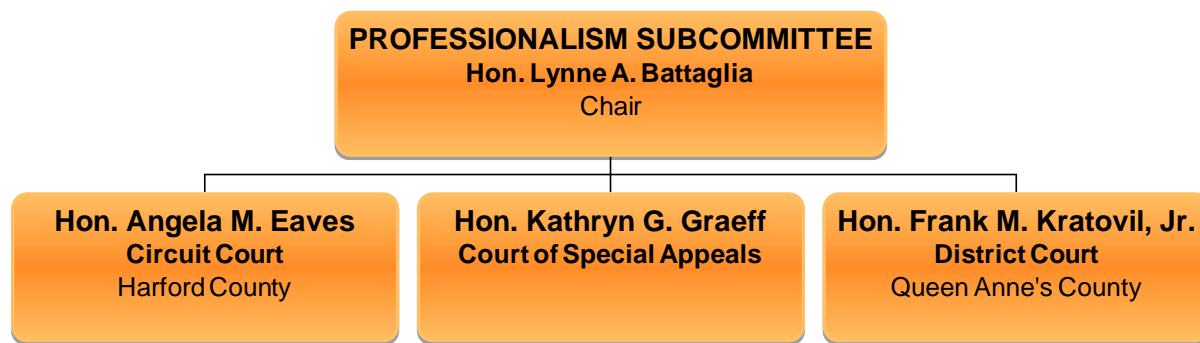 PROFESSIONALISM SUBCOMMITTEE
Hon. Lynne A. Battaglia
Chair
Hon. Angela M. Eaves
Circuit Court
Harford County
Hon. Kathryn G. Graeff
Court of Special Appeals
Hon. Frank M. Kratovil, Jr.
District Court
Queen Anne's County